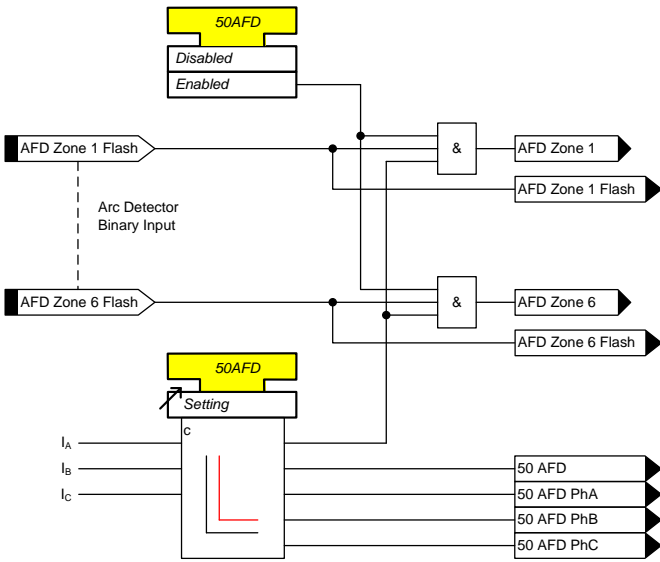 50AFD
Disabled
Enabled
AFD Zone 1 Flash
&
AFD Zone 1
AFD Zone 1 Flash
Arc Detector
Binary Input
AFD Zone 6 Flash
&
AFD Zone 6
AFD Zone 6 Flash
50AFD
Setting
c
IA
IB
IC
50 AFD
50 AFD PhA
50 AFD PhB
50 AFD PhC